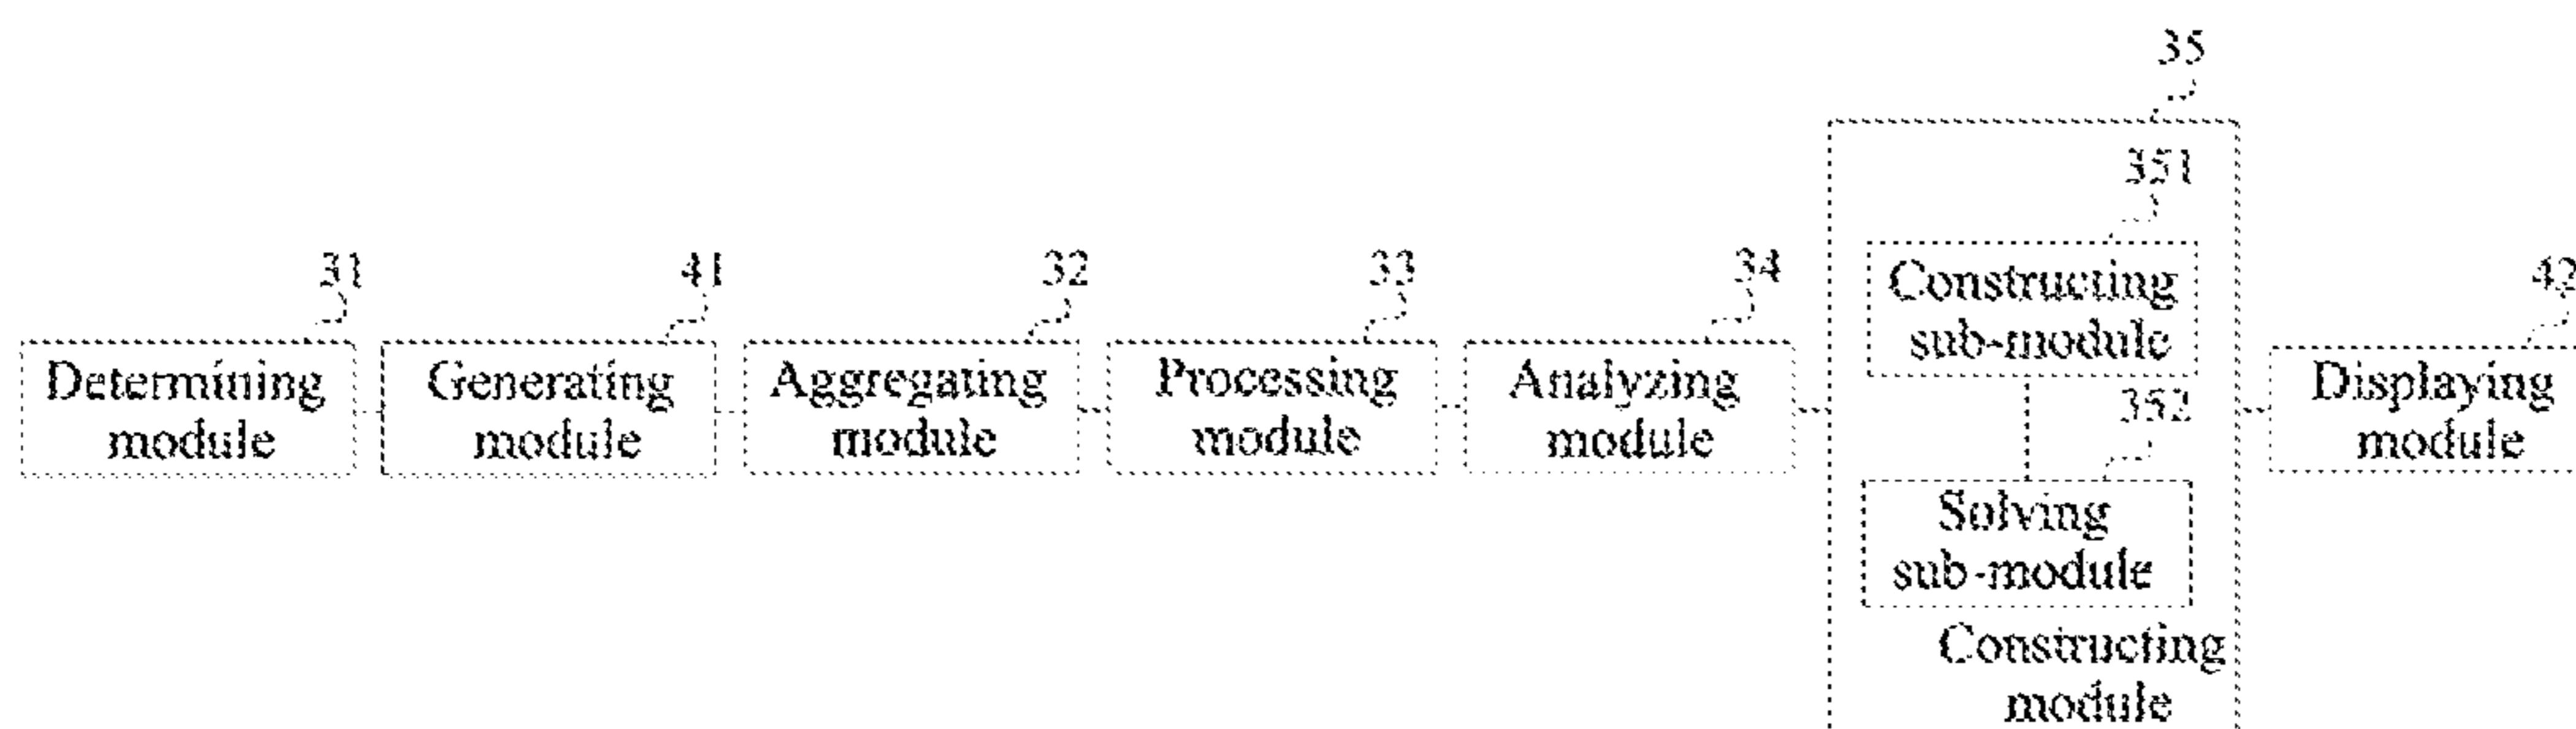 35
351
31
41
32
33
34
Constructing
sub-module
42
Determining
module
Generating
module
Aggregating
module
Processing
module
Analyzing
module
352
Displaying
module
Solving
sub-module
Constructing
module